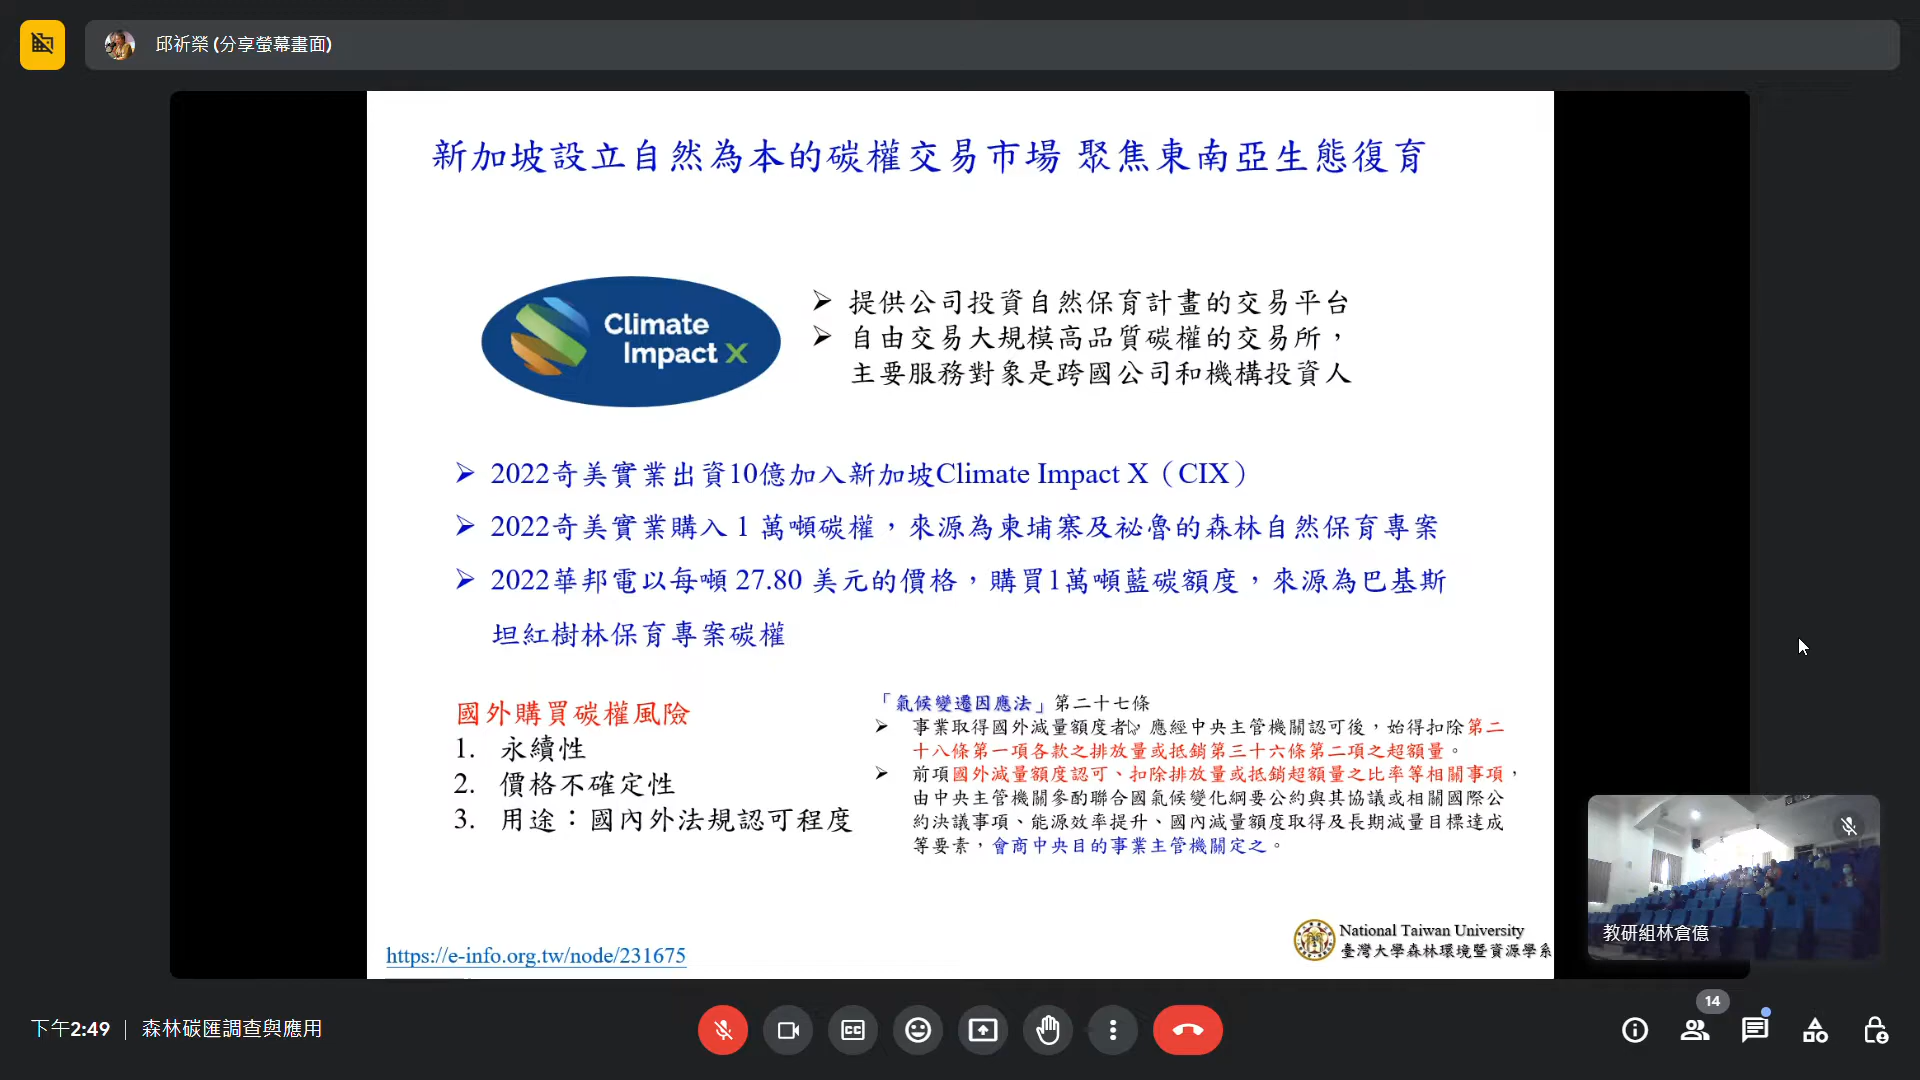 邱祈榮 (分享螢幕畫面)
新加坡設立自然為本的碳權交易市場 聚焦東南亞生態復育
Climate
Impact X
➢ 提供公司投資自然保育計畫的交易平台
➢ 自由交易大規模高品質碳權的交易所，
主要服務對象是跨國公司和機構投資人
➢ 2022奇美實業出資10億加入新加坡Climate Impact X（CIX）
➢ 2022奇美實業購入 1 萬噸碳權，來源為柬埔寨及祕魯的森林自然保育專案
➢ 2022華邦電以每噸 27.80 美元的價格，購買1萬噸藍碳額度，來源為巴基斯
坦紅樹林保育專案碳權
國外購買碳權風險
1. 永續性
2. 價格不確定性
3. 用途：國內外法規認可程度
「氣候變遷因應法」第二十七條
➢ 事業取得國外減量額度者，應經中央主管機關認可後，始得扣除第二
十八條第一項各款之排放量或抵銷第三十六條第二項之超額量。
➢ 前項國外減量額度認可、扣除排放量或抵銷超額量之比率等相關事項，
由中央主管機關參酌聯合國氣候變化綱要公約與其協議或相關國際公
約決議事項、能源效率提升、國內減量額度取得及長期減量目標達成
等要素，會商中央目的事業主管機關定之。
https://e-info.org.tw/node/231675
National Taiwan University
臺灣大學森林環境暨資源學系
教研組林倉億
下午2:49 | 森林碳匯調查與應用
14